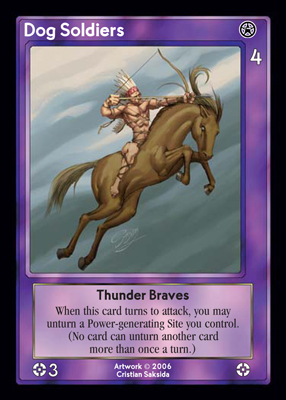 Dog Soldiers
4
Thunder Braves
When this card turns to attack, you may
unturn a Power-generating Site you control.
(No card can unturn another card
more than once a turn.)
3
Artwork © 2006
Cristian Saksida